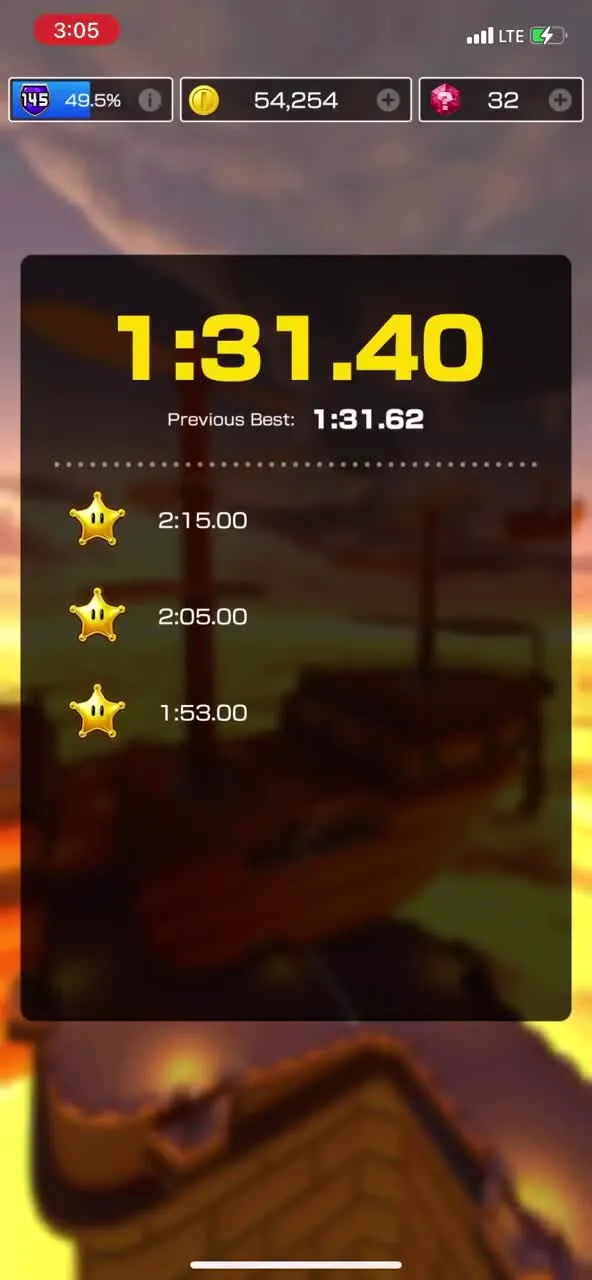 3:05 LTE
145 49.5% i 54,254 + ? 32 +
1:31.40
Previous Best: 1:31.62
2:15.00
2:05.00
1:53.00